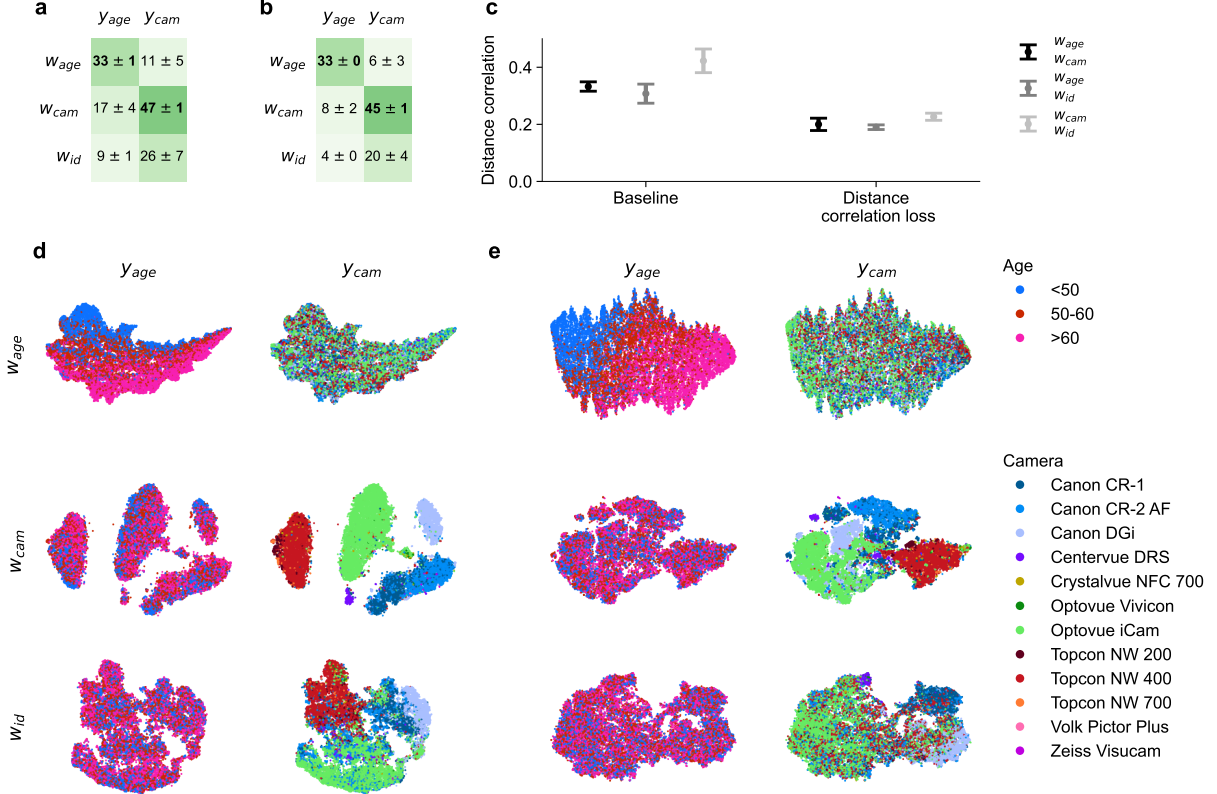 a
y_age y_cam
w_age 33 ± 1 11 ± 5
w_cam 17 ± 4 47 ± 1
w_id 9 ± 1 26 ± 7
b
y_age y_cam
w_age 33 ± 0 6 ± 3
w_cam 8 ± 2 45 ± 1
w_id 4 ± 0 20 ± 4
c
Distance correlation
0.4
0.2
0.0
Baseline
Distance
correlation loss
w_age
w_cam
w_age
w_id
w_cam
w_id
d
y_age y_cam
w_age
w_cam
w_id
e
y_age y_cam
Age
<50
50-60
>60
Camera
Canon CR-1
Canon CR-2 AF
Canon DGi
Centervue DRS
Crystalvue NFC 700
Optovue Vivicon
Optovue iCam
Topcon NW 200
Topcon NW 400
Topcon NW 700
Volk Pictor Plus
Zeiss Visucam